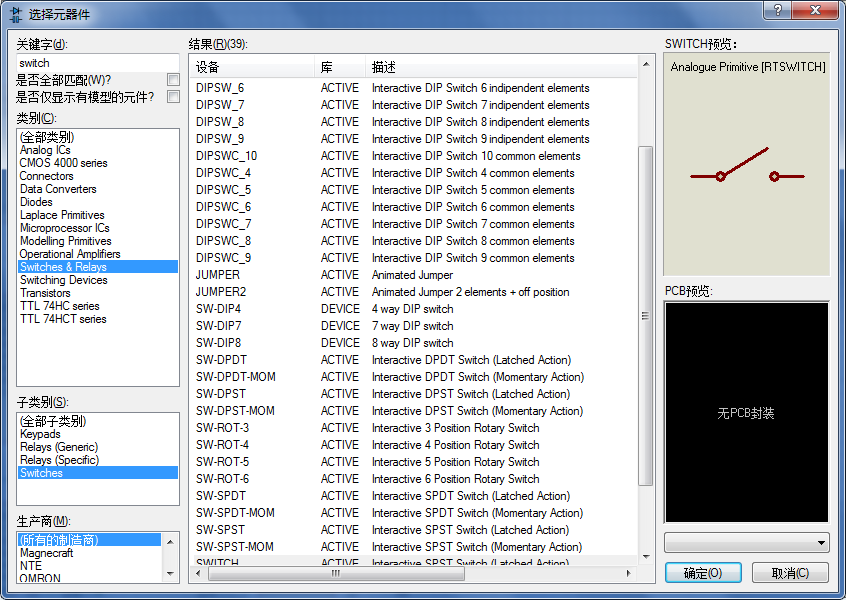 选择元器件
关键字(d):
switch
是否全部匹配(W)?
是否仅显示有模型的元件?
类别(C):
(全部类别)
Analog ICs
CMOS 4000 series
Connectors
Data Converters
Diodes
Laplace Primitives
Microprocessor ICs
Modelling Primitives
Operational Amplifiers
Switches & Relays
Switching Devices
Transistors
TTL 74HC series
TTL 74HCT series
子类别(S):
(全部子类别)
Keypads
Relays (Generic)
Relays (Specific)
Switches
生产商(M):
(所有的制造商)
Magnecraft
NTE
OMRON
结果(R)(39):
设备 库 描述
DIPSW_6 ACTIVE Interactive DIP Switch 6 indipendent elements
DIPSW_7 ACTIVE Interactive DIP Switch 7 indipendent elements
DIPSW_8 ACTIVE Interactive DIP Switch 8 indipendent elements
DIPSW_9 ACTIVE Interactive DIP Switch 9 indipendent elements
DIPSWC_10 ACTIVE Interactive DIP Switch 10 common elements
DIPSWC_4 ACTIVE Interactive DIP Switch 4 common elements
DIPSWC_5 ACTIVE Interactive DIP Switch 5 common elements
DIPSWC_6 ACTIVE Interactive DIP Switch 6 common elements
DIPSWC_7 ACTIVE Interactive DIP Switch 7 common elements
DIPSWC_8 ACTIVE Interactive DIP Switch 8 common elements
DIPSWC_9 ACTIVE Interactive DIP Switch 9 common elements
JUMPER ACTIVE Animated Jumper
JUMPER2 ACTIVE Animated Jumper 2 elements + off position
SW-DIP4 DEVICE 4 way DIP switch
SW-DIP7 DEVICE 7 way DIP switch
SW-DIP8 DEVICE 8 way DIP switch
SW-DPDT ACTIVE Interactive DPDT Switch (Latched Action)
SW-DPDT-MOM ACTIVE Interactive DPDT Switch (Momentary Action)
SW-DPST ACTIVE Interactive DPST Switch (Latched Action)
SW-DPST-MOM ACTIVE Interactive DPST Switch (Momentary Action)
SW-ROT-3 ACTIVE Interactive 3 Position Rotary Switch
SW-ROT-4 ACTIVE Interactive 4 Position Rotary Switch
SW-ROT-5 ACTIVE Interactive 5 Position Rotary Switch
SW-ROT-6 ACTIVE Interactive 6 Position Rotary Switch
SW-SPDT ACTIVE Interactive SPDT Switch (Latched Action)
SW-SPDT-MOM ACTIVE Interactive SPDT Switch (Momentary Action)
SW-SPST ACTIVE Interactive SPST Switch (Latched Action)
SW-SPST-MOM ACTIVE Interactive SPST Switch (Momentary Action)
SWITCH ACTIVE Interactive SPST Switch (Latched Action)
SWITCH预览:
Analogue Primitive [RTSWITCH]
PCB预览:
无PCB封装
确定(O)
取消(C)